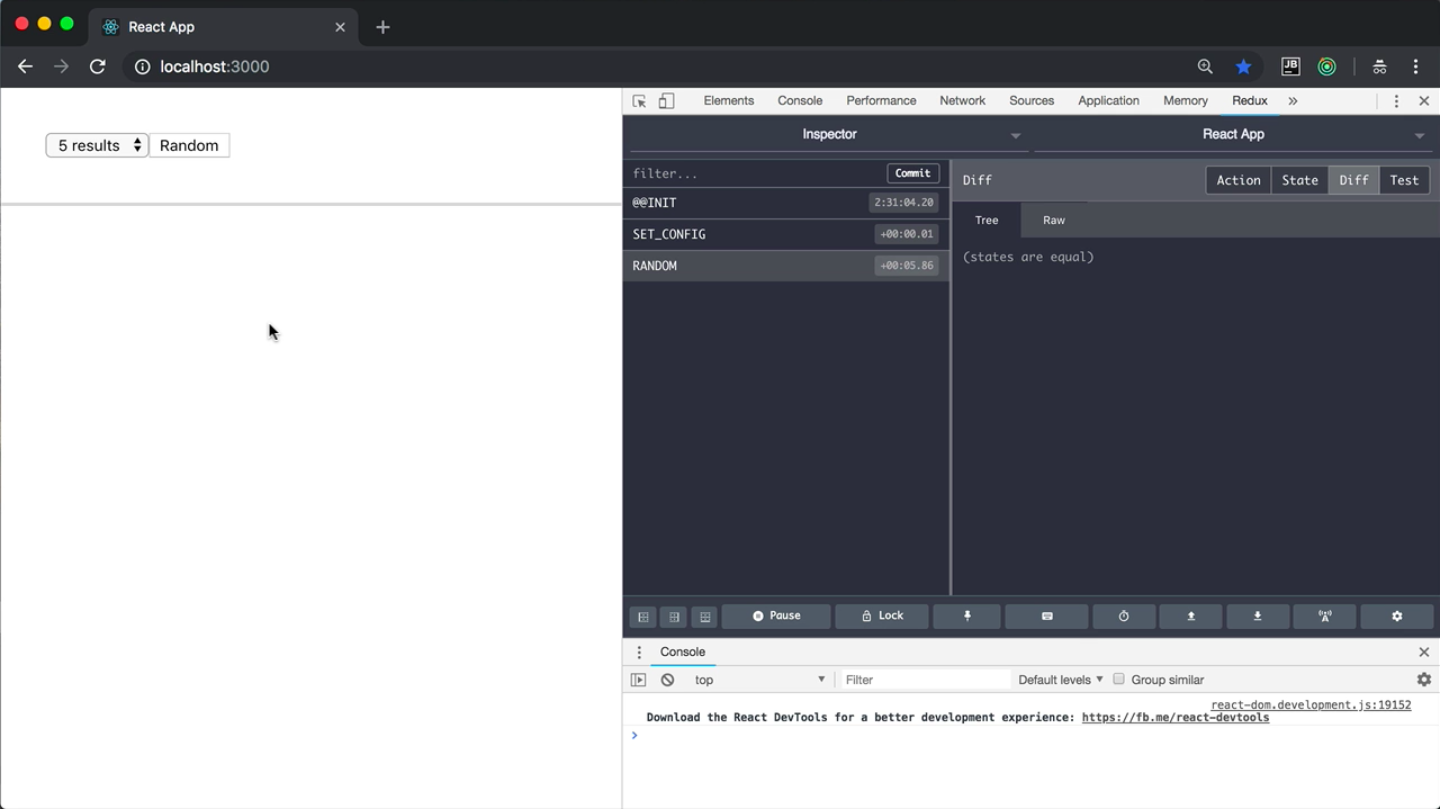 React App
localhost:3000
JB
5 results
Random
Elements Console Performance Network Sources Application Memory Redux »
Inspector
React App
filter...
Commit
@@INIT
2:31:04.20
SET_CONFIG
+00:00.01
RANDOM
+00:05.86
Diff
Action State Diff Test
Tree Raw
(states are equal)
Pause
Lock
Console
top
Filter
Default levels
Group similar
react-dom.development.js:19152
Download the React DevTools for a better development experience: https://fb.me/react-devtools